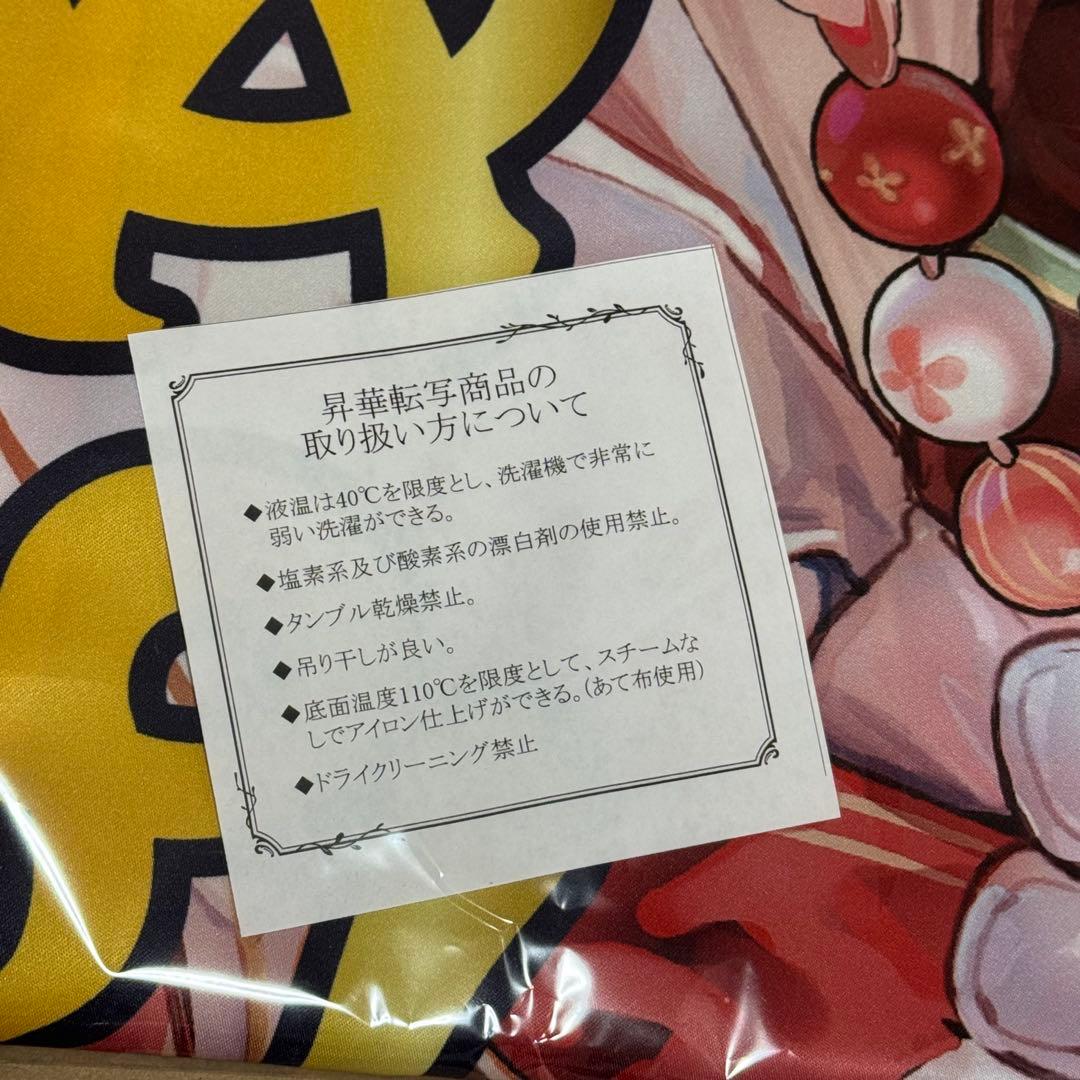 昇華転写商品の
取り扱い方について
◆液温は40℃を限度とし、洗濯機で非常に
弱い洗濯ができる。
◆塩素系及び酸素系の漂白剤の使用禁止。
◆タンブル乾燥禁止。
◆吊り干しが良い。
◆底面温度110℃を限度として、スチームな
しでアイロン仕上げができる。(あて布使用)
◆ドライクリーニング禁止